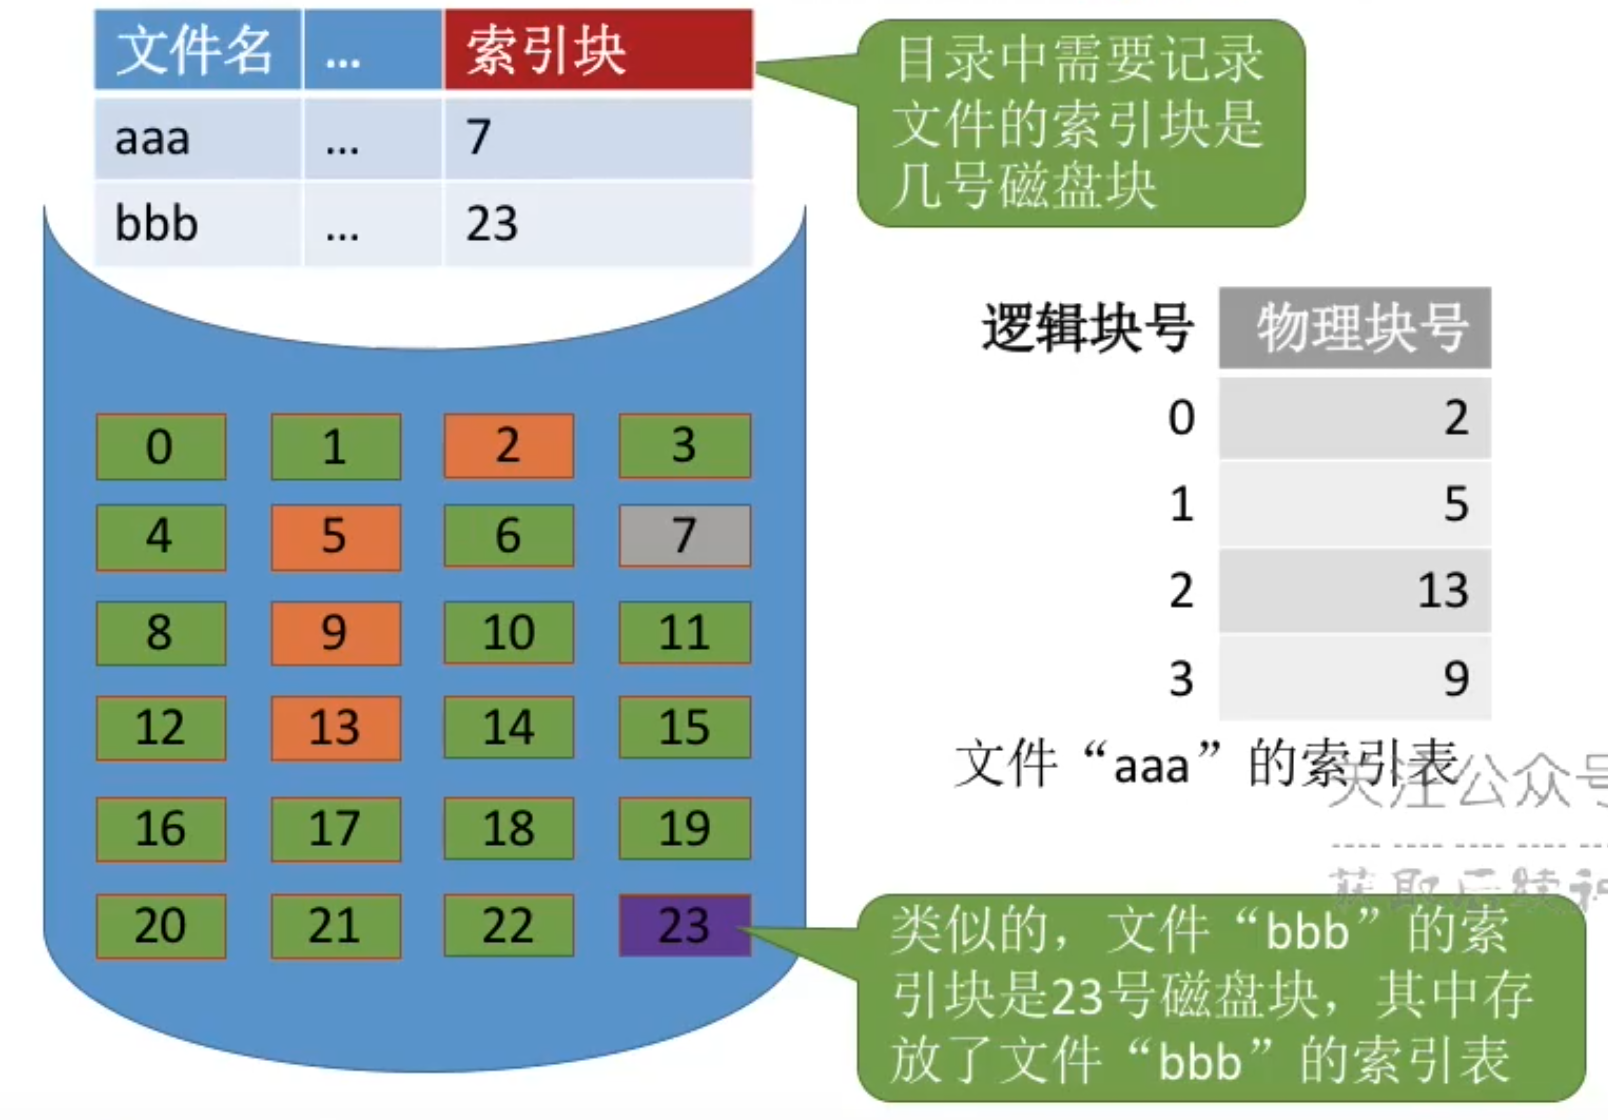 文件名 … 索引块
aaa … 7
bbb … 23
目录中需要记录
文件的索引块是
几号磁盘块
逻辑块号 物理块号
0 2
1 5
2 13
3 9
文件“aaa”的索引表
0 1 2 3
4 5 6 7
8 9 10 11
12 13 14 15
16 17 18 19
20 21 22 23
关注公众号
获取后续
类似的，文件“bbb”的索
引块是23号磁盘块，其中存
放了文件“bbb”的索引表